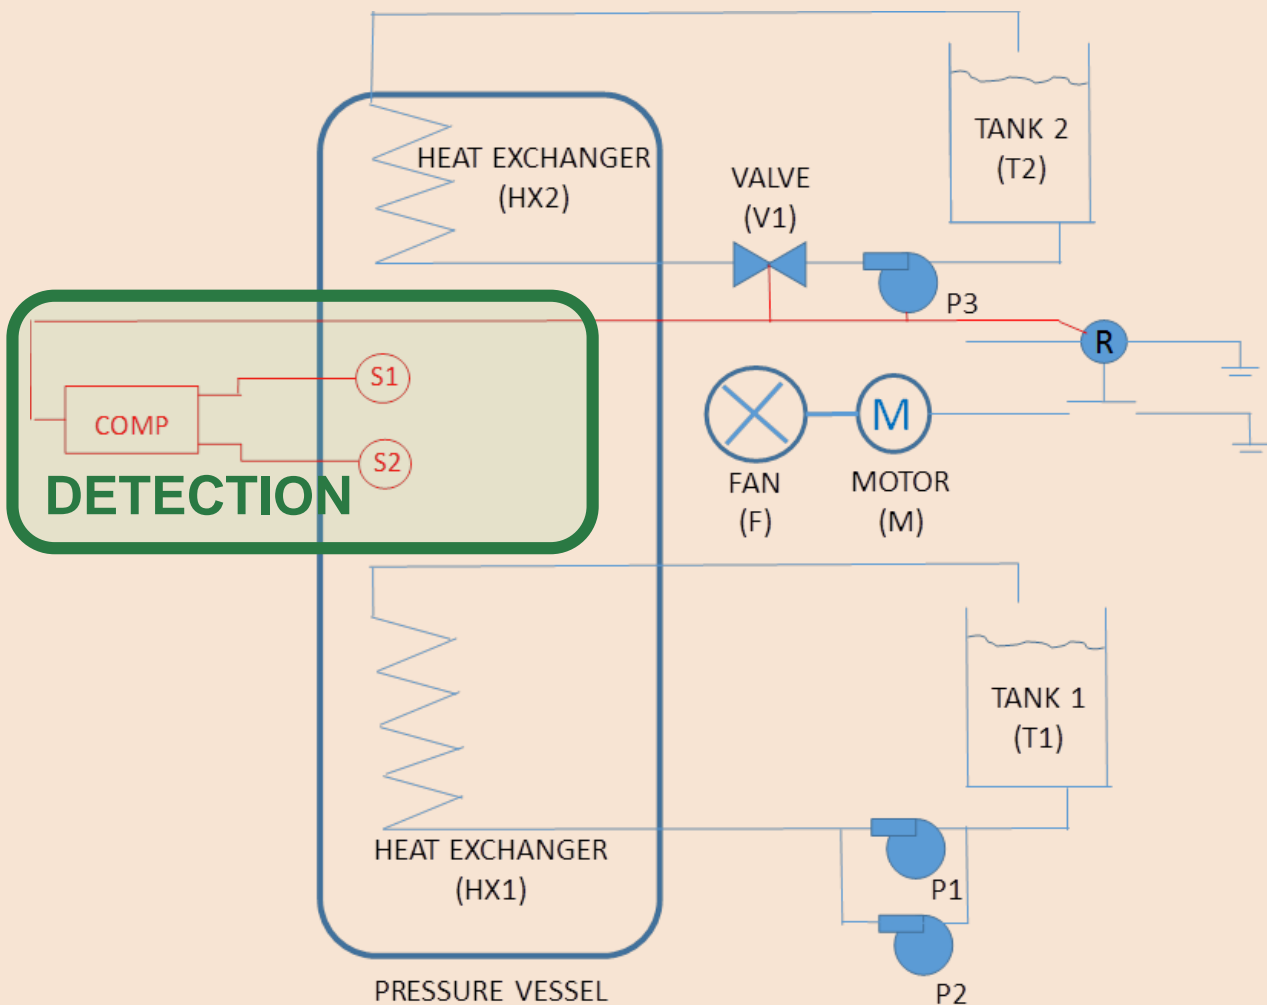 TANK 2
(T2)
HEAT EXCHANGER
(HX2)
VALVE
(V1)
P3
R
S1
COMP
S2
DETECTION
M
FAN
(F)
MOTOR
(M)
TANK 1
(T1)
HEAT EXCHANGER
(HX1)
P1
P2
PRESSURE VESSEL